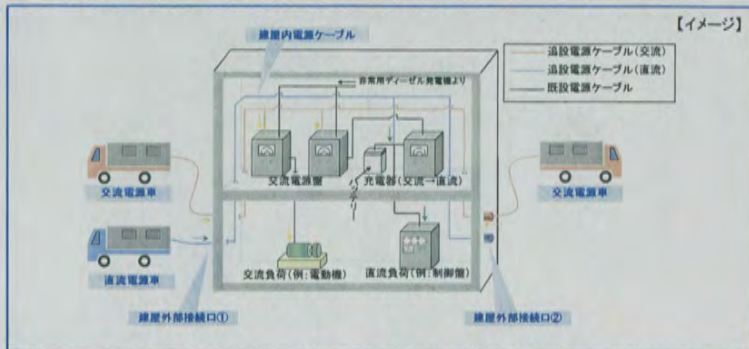 【イメージ】
建屋内電源ケーブル
追設電源ケーブル(交流)
追設電源ケーブル(直流)
既設電源ケーブル
非常用ディーゼル発電機より
交流電源車
交流電源盤
バッテリー
充電器(交流→直流)
交流電源車
直流電源車
交流負荷(例:電動機)
直流負荷(例:制御盤)
建屋外部接続口①
建屋外部接続口②